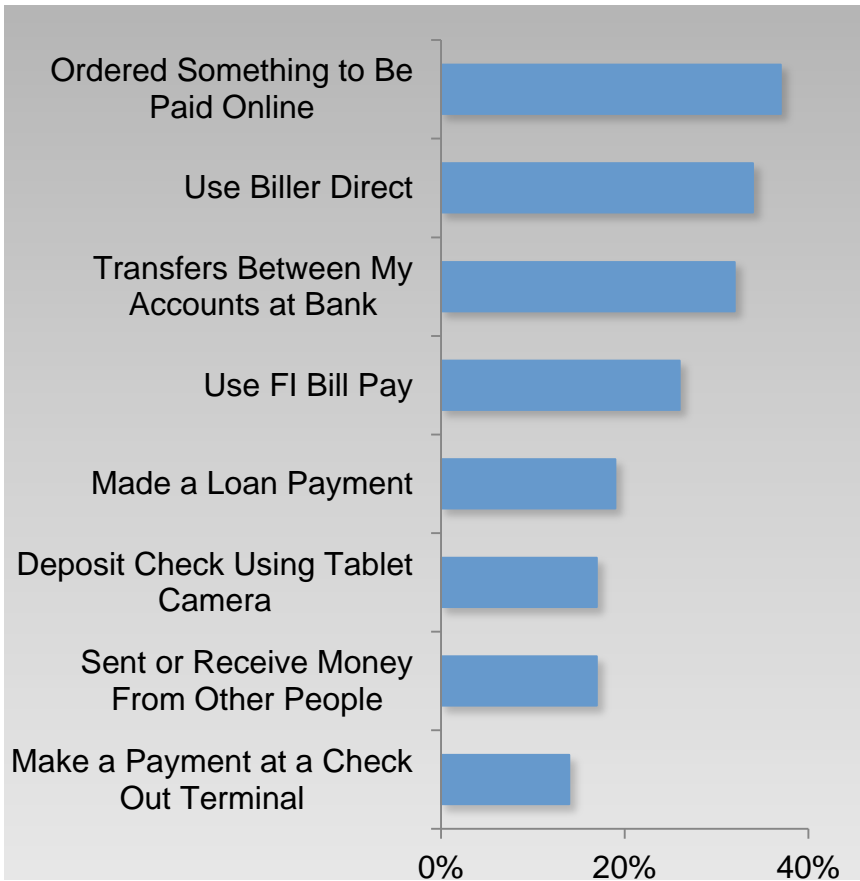 Ordered Something to Be
Paid Online
Use Biller Direct
Transfers Between My
Accounts at Bank
Use FI Bill Pay
Made a Loan Payment
Deposit Check Using Tablet
Camera
Sent or Receive Money
From Other People
Make a Payment at a Check
Out Terminal
0% 20% 40%